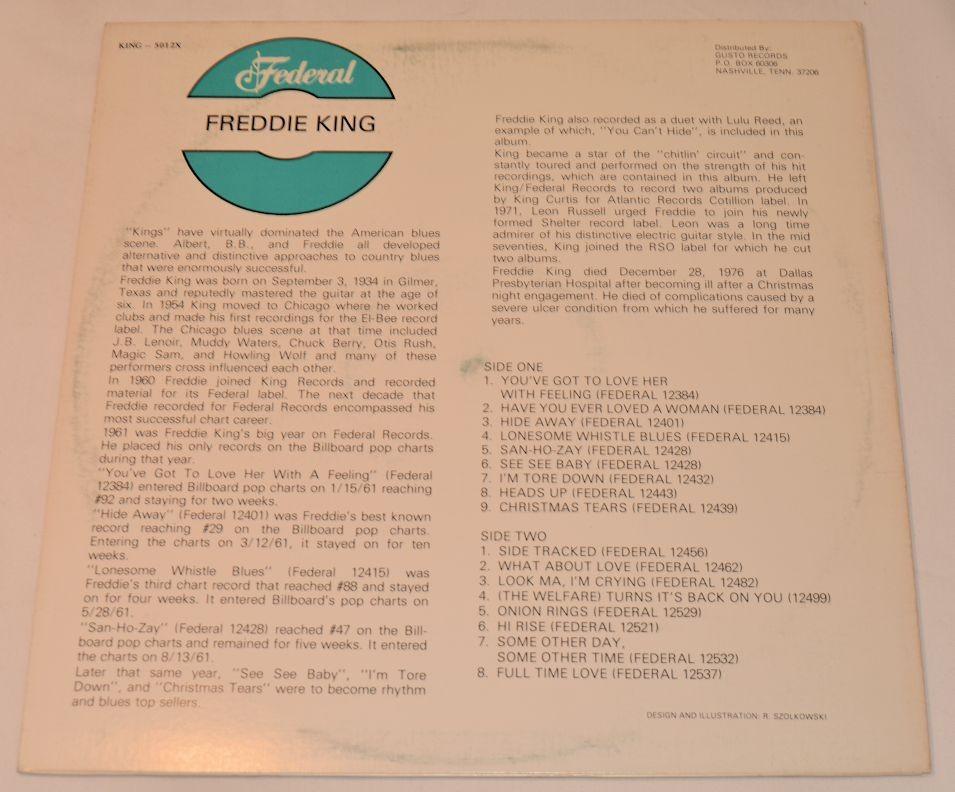 KING – 5012X
Federal
FREDDIE KING
Distributed By:
GUSTO RECORDS
P.O. BOX 60306
NASHVILLE, TENN. 37206
"Kings" have virtually dominated the American blues
scene. Albert, B.B., and Freddie all developed
alternative and distinctive approaches to country blues
that were enormously successful.
Freddie King was born on September 3, 1934 in Gilmer,
Texas and reputedly mastered the guitar at the age of
six. In 1954 King moved to Chicago where he worked
clubs and made his first recordings for the El-Bee record
label. The Chicago blues scene at that time included
J.B. Lenoir, Muddy Waters, Chuck Berry, Otis Rush,
Magic Sam, and Howling Wolf and many of these
performers cross influenced each other.
In 1960 Freddie joined King Records and recorded
material for its Federal label. The next decade that
Freddie recorded for Federal Records encompassed his
most successful chart career.
1961 was Freddie King's big year on Federal Records.
He placed his only records on the Billboard pop charts
during that year.
"You've Got To Love Her With A Feeling" (Federal
12384) entered Billboard pop charts on 1/15/61 reaching
#92 and staying for two weeks.
"Hide Away" (Federal 12401) was Freddie's best known
record reaching #29 on the Billboard pop charts.
Entering the charts on 3/12/61, it stayed on for ten
weeks.
"Lonesome Whistle Blues" (Federal 12415) was
Freddie's third chart record that reached #88 and stayed
on for four weeks. It entered Billboard's pop charts on
5/28/61.
"San-Ho-Zay" (Federal 12428) reached #47 on the Bill-
board pop charts and remained for five weeks. It entered
the charts on 8/13/61.
Later that same year, "See See Baby", "I'm Tore
Down", and "Christmas Tears" were to become rhythm
and blues top sellers.
Freddie King also recorded as a duet with Lulu Reed, an
example of which, "You Can't Hide", is included in this
album.
King became a star of the "chitlin' circuit" and con-
stantly toured and performed on the strength of his hit
recordings, which are contained in this album. He left
King/Federal Records to record two albums produced
by King Curtis for Atlantic Records Cotillion label. In
1971, Leon Russell urged Freddie to join his newly
formed Shelter record label. Leon was a long time
admirer of his distinctive electric guitar style. In the mid
seventies, King joined the RSO label for which he cut
two albums.
Freddie King died December 28, 1976 at Dallas
Presbyterian Hospital after becoming ill after a Christmas
night engagement. He died of complications caused by a
severe ulcer condition from which he suffered for many
years.
SIDE ONE
1. YOU'VE GOT TO LOVE HER
WITH FEELING (FEDERAL 12384)
2. HAVE YOU EVER LOVED A WOMAN (FEDERAL 12384)
3. HIDE AWAY (FEDERAL 12401)
4. LONESOME WHISTLE BLUES (FEDERAL 12415)
5. SAN-HO-ZAY (FEDERAL 12428)
6. SEE SEE BABY (FEDERAL 12428)
7. I'M TORE DOWN (FEDERAL 12432)
8. HEADS UP (FEDERAL 12443)
9. CHRISTMAS TEARS (FEDERAL 12439)
SIDE TWO
1. SIDE TRACKED (FEDERAL 12456)
2. WHAT ABOUT LOVE (FEDERAL 12462)
3. LOOK MA, I'M CRYING (FEDERAL 12482)
4. (THE WELFARE) TURNS IT'S BACK ON YOU (12499)
5. ONION RINGS (FEDERAL 12529)
6. HI RISE (FEDERAL 12521)
7. SOME OTHER DAY,
SOME OTHER TIME (FEDERAL 12532)
8. FULL TIME LOVE (FEDERAL 12537)
DESIGN AND ILLUSTRATION: R. SZOLKOWSKI